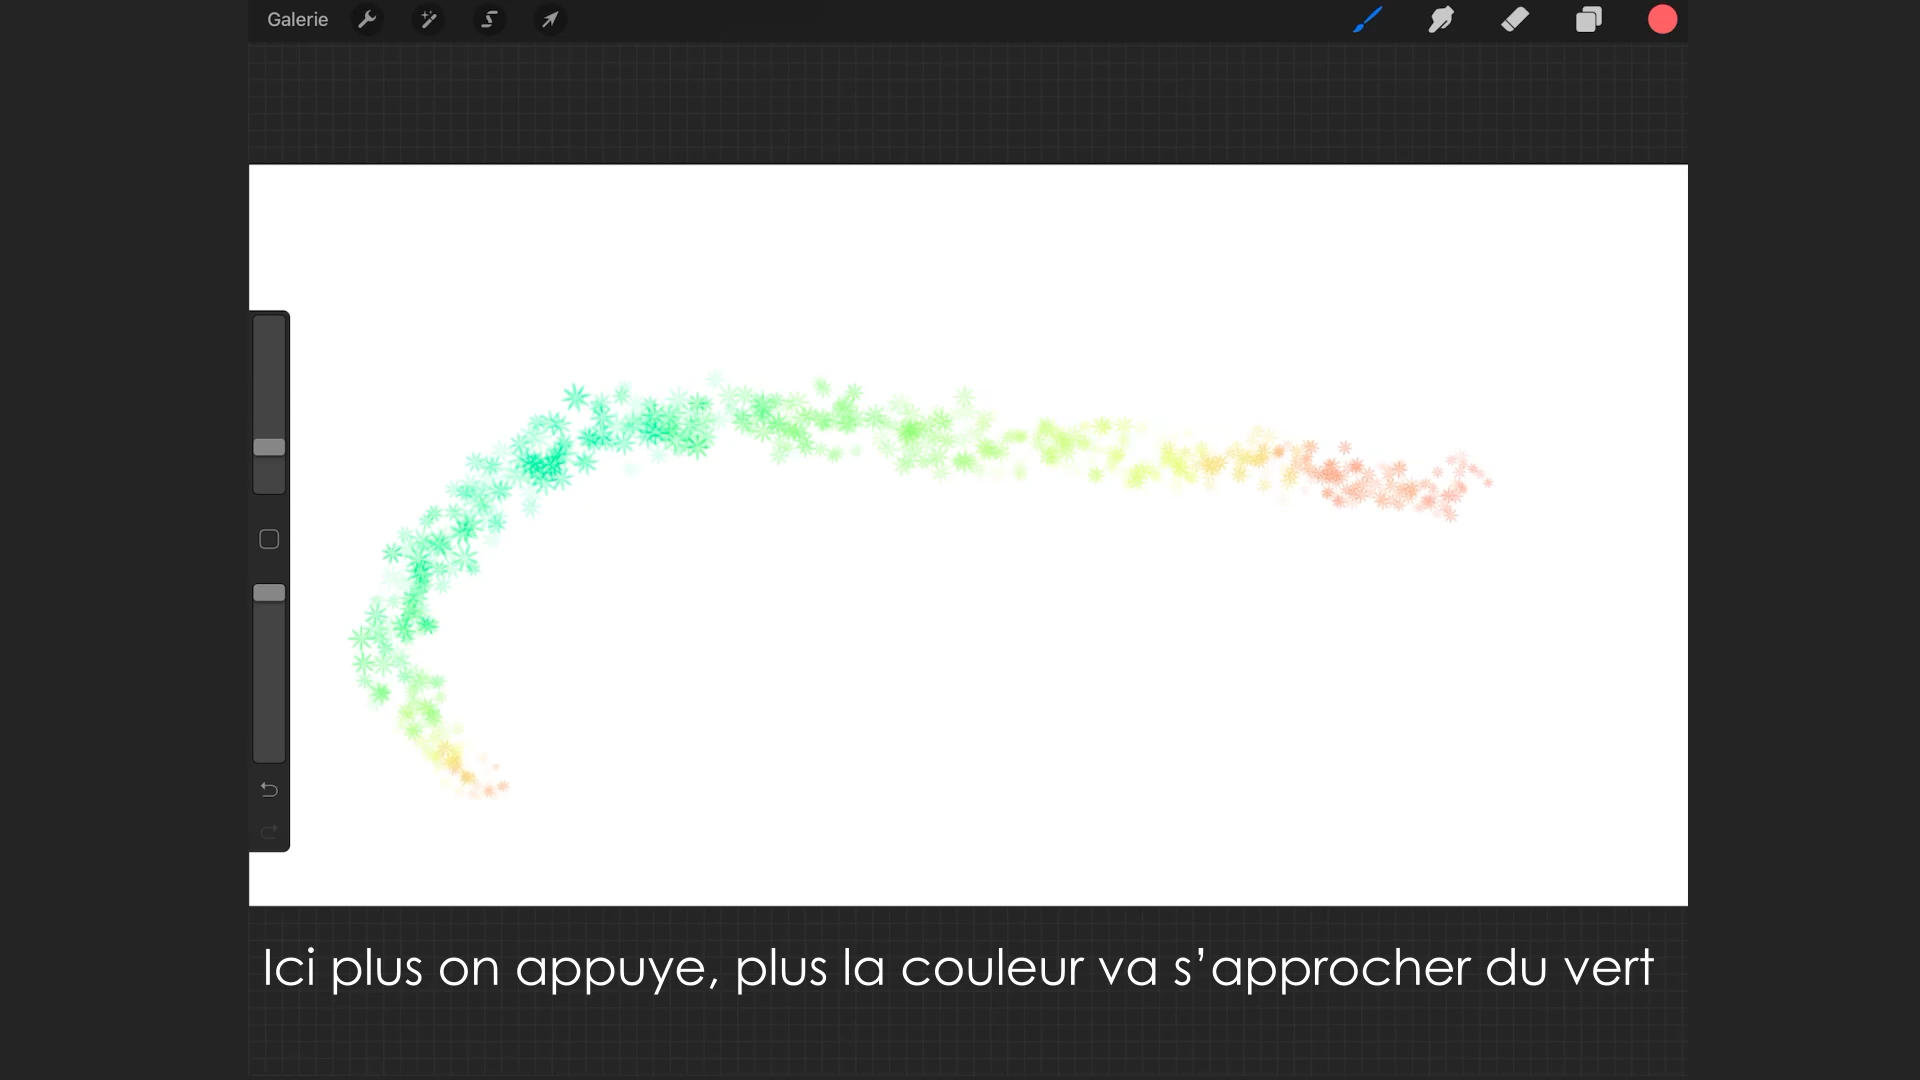 Galerie
Ici plus on appuye, plus la couleur va s’approcher du vert